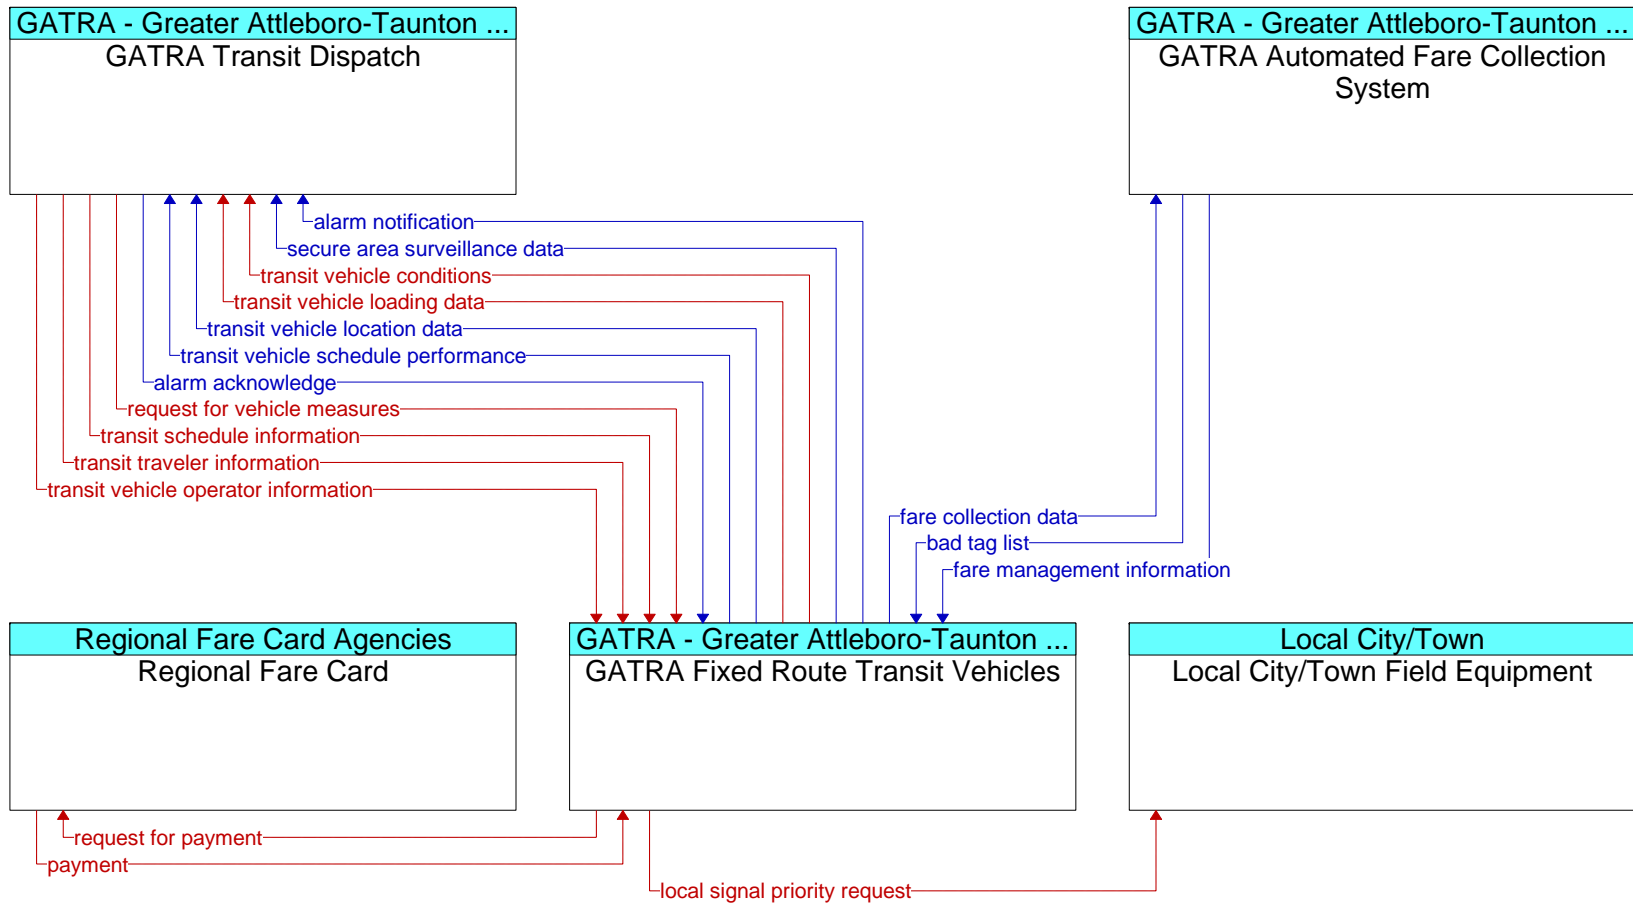 GATRA - Greater Attleboro-Taunton ...
GATRA Transit Dispatch
GATRA - Greater Attleboro-Taunton ...
GATRA Automated Fare Collection
System
alarm notification
secure area surveillance data
transit vehicle conditions
transit vehicle loading data
transit vehicle location data
transit vehicle schedule performance
alarm acknowledge
request for vehicle measures
transit schedule information
transit traveler information
transit vehicle operator information
fare collection data
bad tag list
fare management information
Regional Fare Card Agencies
Regional Fare Card
GATRA - Greater Attleboro-Taunton ...
GATRA Fixed Route Transit Vehicles
Local City/Town
Local City/Town Field Equipment
request for payment
payment
local signal priority request